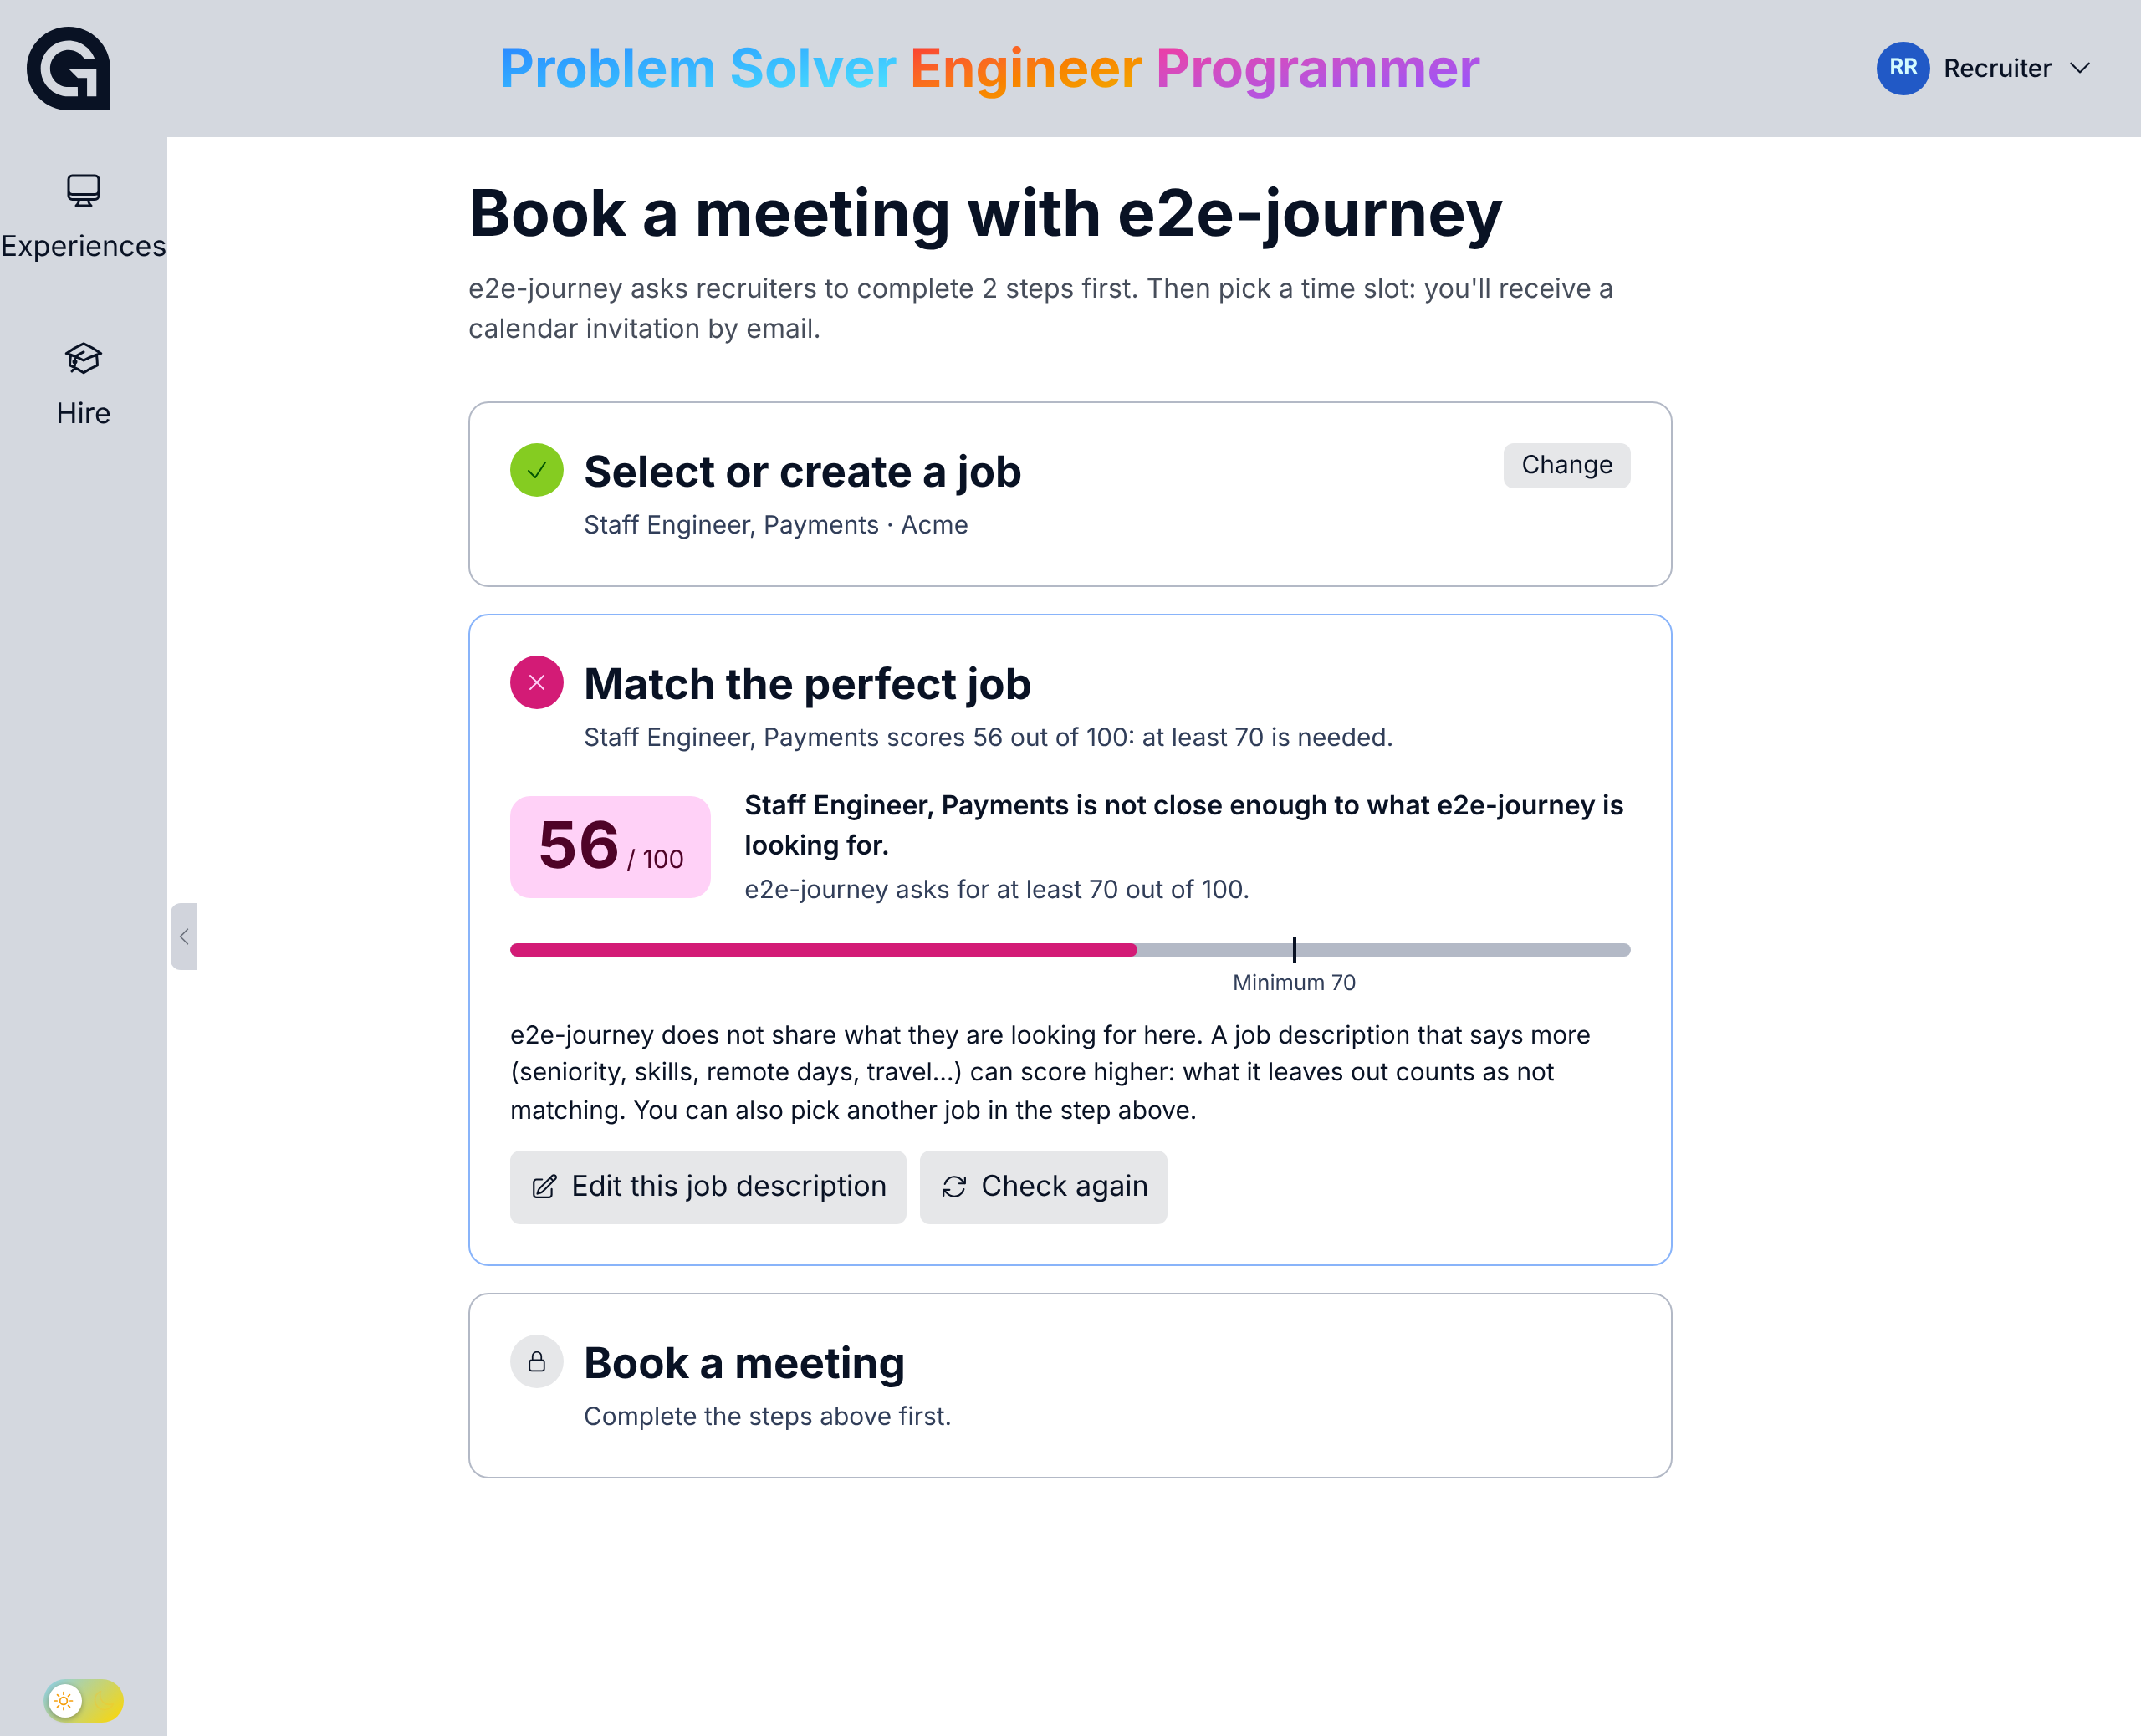 Problem Solver Engineer Programmer
RR Recruiter
Experiences
Hire
Book a meeting with e2e-journey
e2e-journey asks recruiters to complete 2 steps first. Then pick a time slot: you'll receive a
calendar invitation by email.
Select or create a job
Change
Staff Engineer, Payments · Acme
Match the perfect job
Staff Engineer, Payments scores 56 out of 100: at least 70 is needed.
56 / 100
Staff Engineer, Payments is not close enough to what e2e-journey is
looking for.
e2e-journey asks for at least 70 out of 100.
Minimum 70
e2e-journey does not share what they are looking for here. A job description that says more
(seniority, skills, remote days, travel...) can score higher: what it leaves out counts as not
matching. You can also pick another job in the step above.
Edit this job description
Check again
Book a meeting
Complete the steps above first.